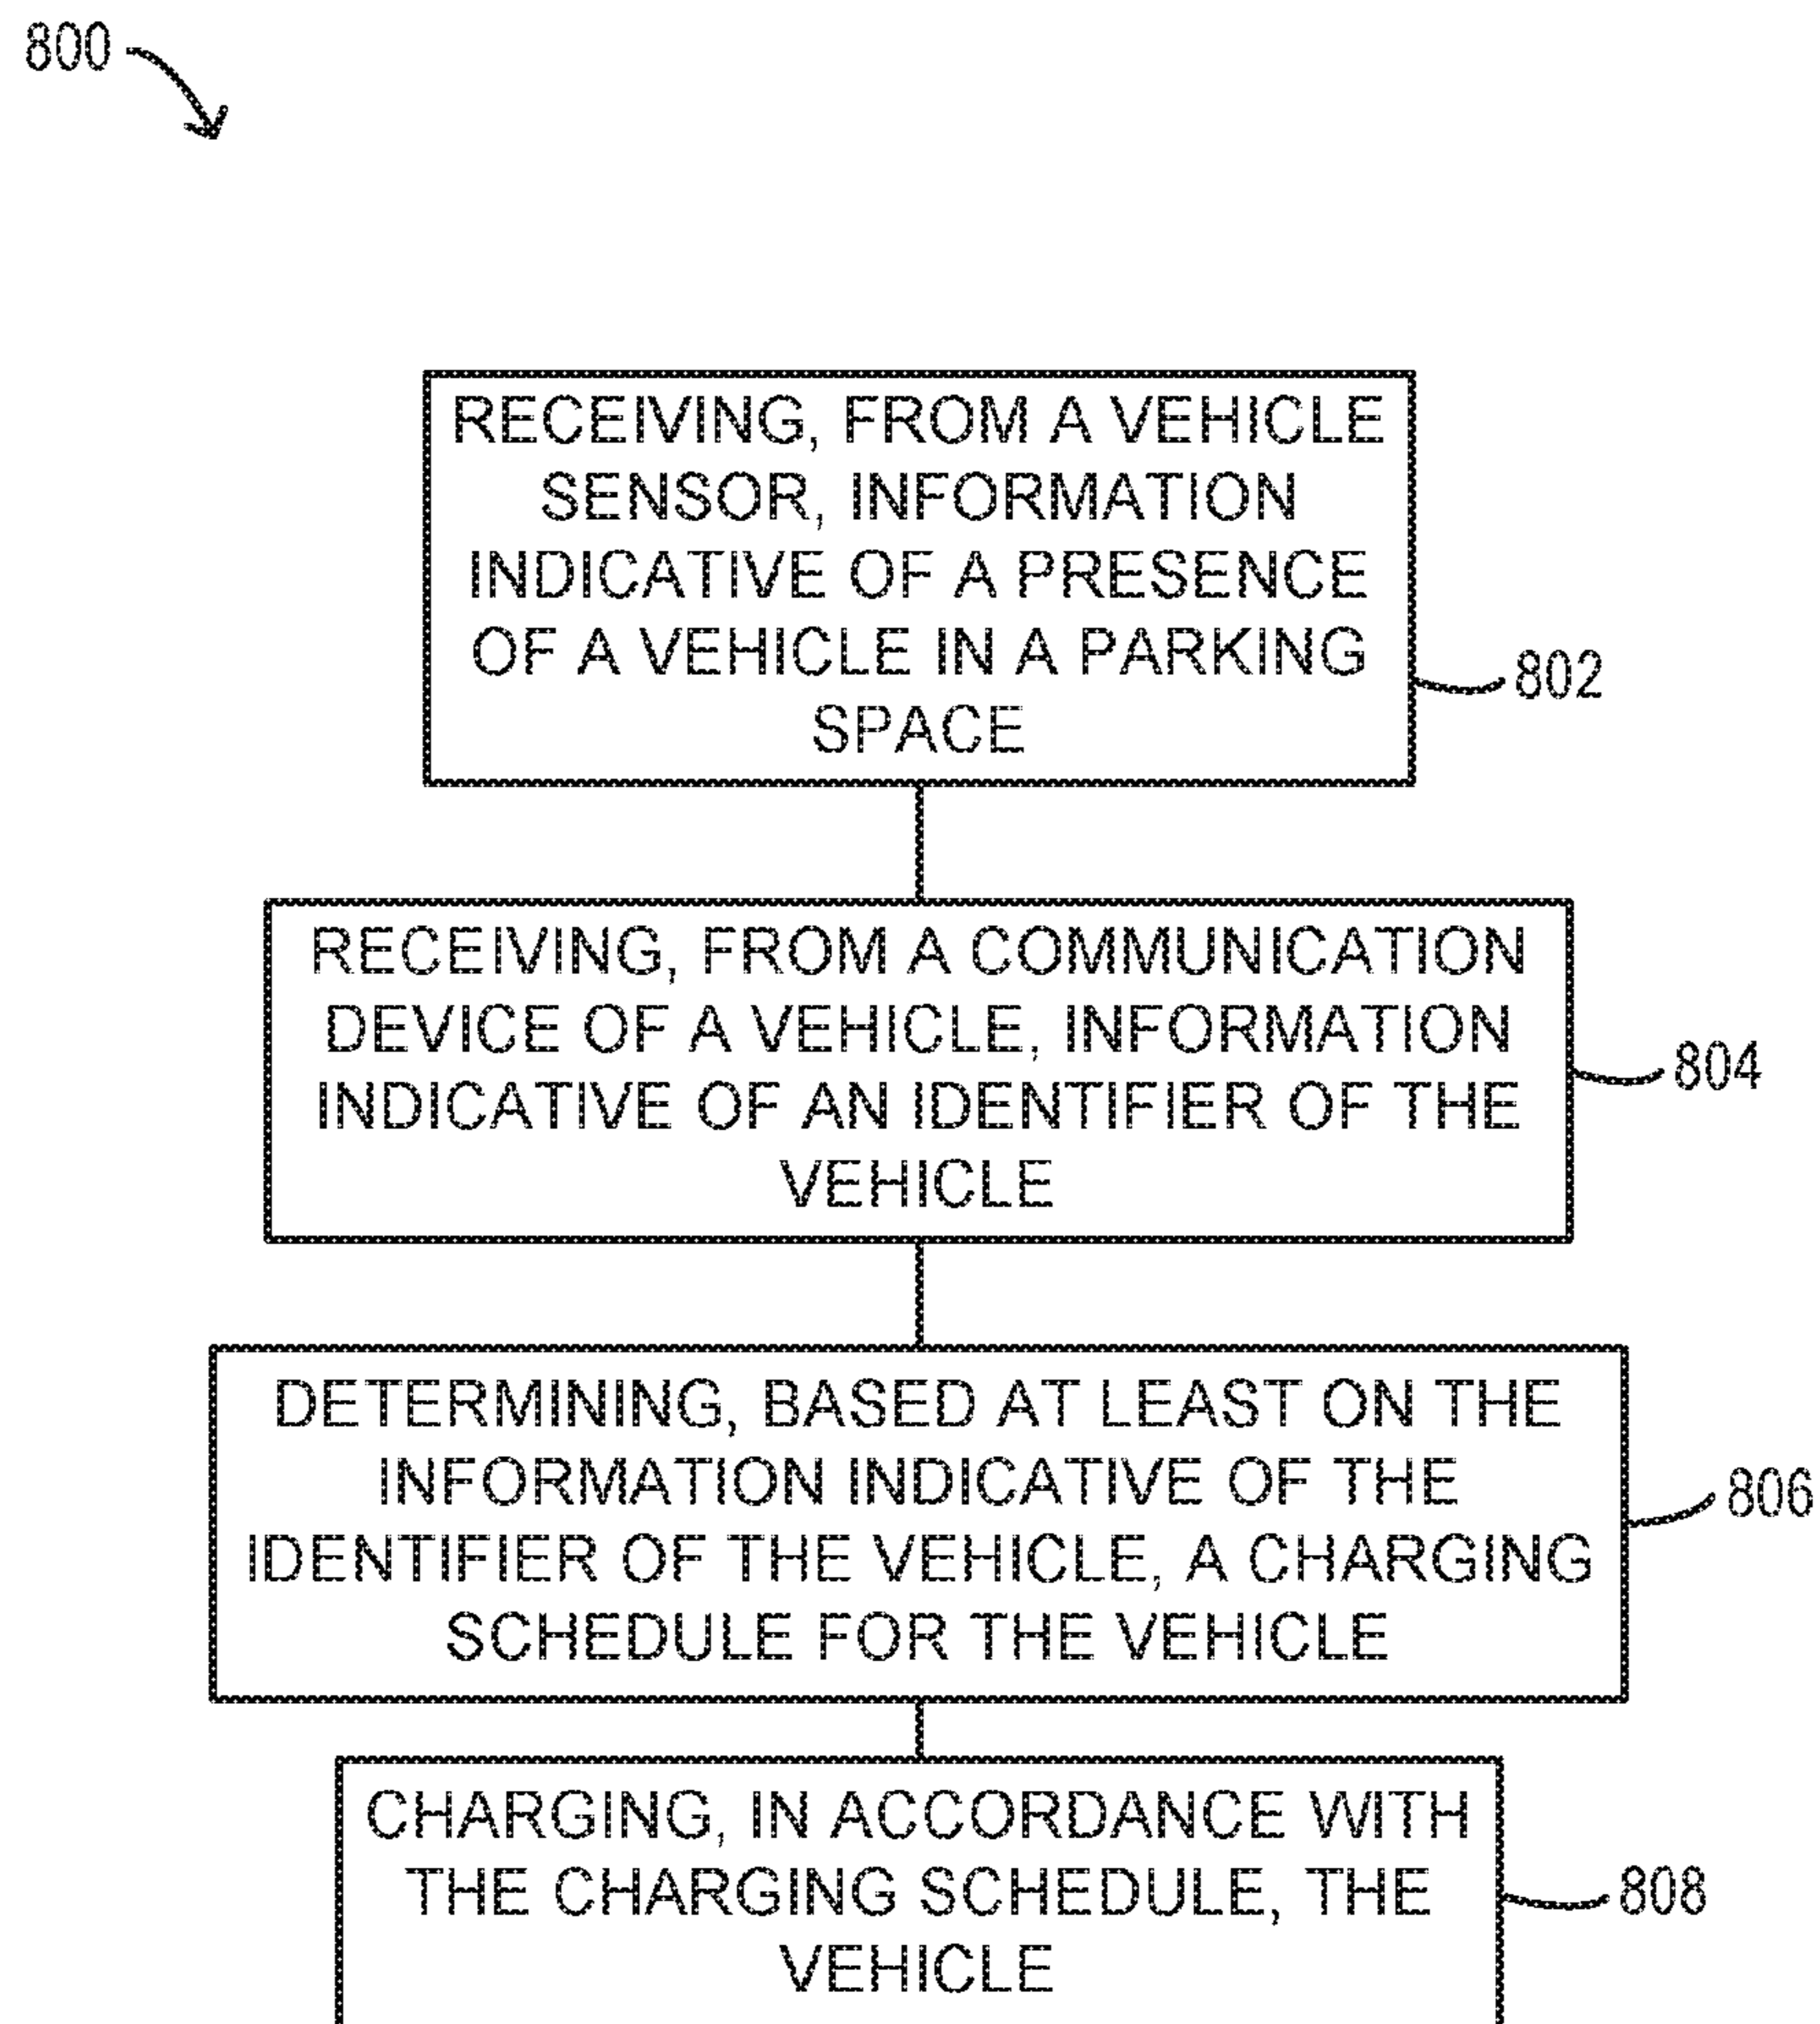 800
RECEIVING, FROM A VEHICLE
SENSOR, INFORMATION
INDICATIVE OF A PRESENCE
OF A VEHICLE IN A PARKING
SPACE
802
RECEIVING, FROM A COMMUNICATION
DEVICE OF A VEHICLE, INFORMATION
INDICATIVE OF AN IDENTIFIER OF THE
VEHICLE
804
DETERMINING, BASED AT LEAST ON THE
INFORMATION INDICATIVE OF THE
IDENTIFIER OF THE VEHICLE, A CHARGING
SCHEDULE FOR THE VEHICLE
806
CHARGING, IN ACCORDANCE WITH
THE CHARGING SCHEDULE, THE
VEHICLE
808